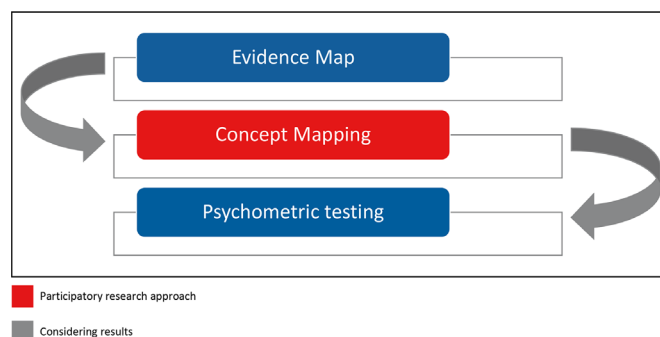 Evidence Map
Concept Mapping
Psychometric testing
Participatory research approach
Considering results